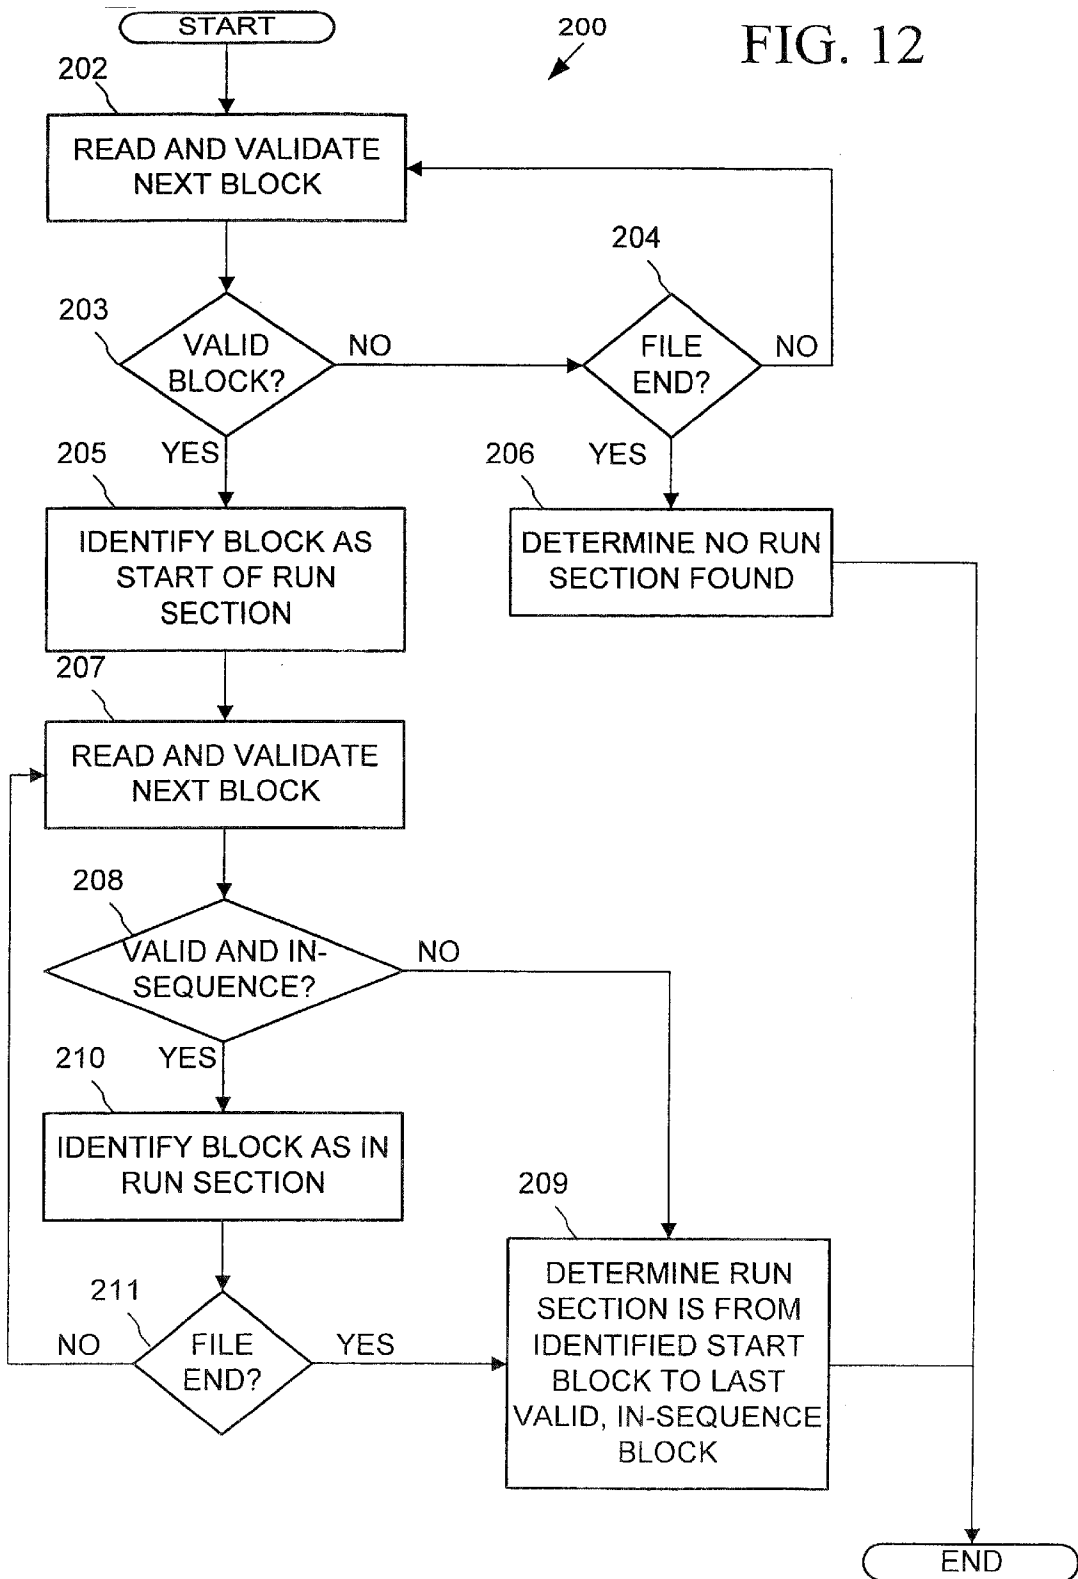 START
200
FIG. 12
202
READ AND VALIDATE
NEXT BLOCK
204
203
VALID
BLOCK?
NO
FILE
END?
NO
YES
205
206
YES
IDENTIFY BLOCK AS
START OF RUN
SECTION
DETERMINE NO RUN
SECTION FOUND
207
READ AND VALIDATE
NEXT BLOCK
208
VALID AND IN-
SEQUENCE?
NO
YES
210
IDENTIFY BLOCK AS IN
RUN SECTION
209
211
NO
FILE
END?
YES
DETERMINE RUN
SECTION IS FROM
IDENTIFIED START
BLOCK TO LAST
VALID, IN-SEQUENCE
BLOCK
END